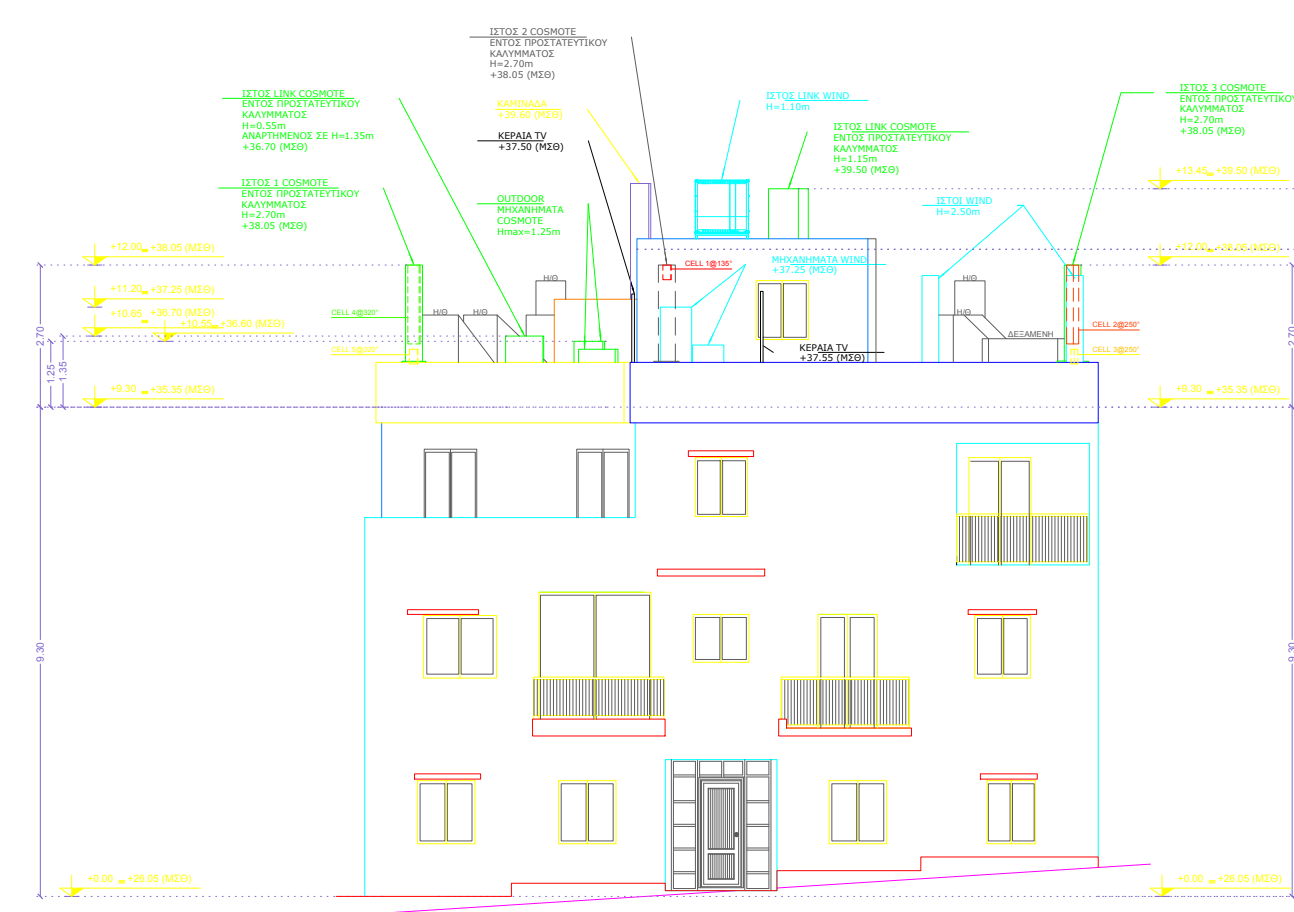 ΙΣΤΟΣ 2 COSMOTE
ΕΝΤΟΣ ΠΡΟΣΤΑΤΕΥΤΙΚΟΥ
ΚΑΛΥΜΜΑΤΟΣ
H=2.70m
+38.05 (ΜΣΘ)
ΙΣΤΟΣ LINK COSMOTE
ΕΝΤΟΣ ΠΡΟΣΤΑΤΕΥΤΙΚΟΥ
ΚΑΛΥΜΜΑΤΟΣ
H=0.55m
ΑΝΑΡΤΗΜΕΝΟΣ ΣΕ H=1.35m
+36.70 (ΜΣΘ)
ΚΑΜΙΝΑΔΑ
+39.60 (ΜΣΘ)
ΚΕΡΑΙΑ TV
+37.50 (ΜΣΘ)
ΙΣΤΟΣ LINK WIND
H=1.10m
ΙΣΤΟΣ LINK COSMOTE
ΕΝΤΟΣ ΠΡΟΣΤΑΤΕΥΤΙΚΟΥ
ΚΑΛΥΜΜΑΤΟΣ
H=1.15m
+39.50 (ΜΣΘ)
ΙΣΤΟΣ 3 COSMOTE
ΕΝΤΟΣ ΠΡΟΣΤΑΤΕΥΤΙΚΟΥ
ΚΑΛΥΜΜΑΤΟΣ
H=2.70m
+38.05 (ΜΣΘ)
ΙΣΤΟΣ 1 COSMOTE
ΕΝΤΟΣ ΠΡΟΣΤΑΤΕΥΤΙΚΟΥ
ΚΑΛΥΜΜΑΤΟΣ
H=2.70m
+38.05 (ΜΣΘ)
OUTDOOR
ΜΗΧΑΝΗΜΑΤΑ
COSMOTE
Hmax=1.25m
ΙΣΤΟΙ WIND
H=2.50m
+39.50 (ΜΣΘ)
+12.00 +38.05 (ΜΣΘ)
+12.00
CELL 1@135°
ΜΗΧΑΝΗΜΑΤΑ WIND
+37.25 (ΜΣΘ)
+11.20 +37.25 (ΜΣΘ)
+36.70 (ΜΣΘ)
+10.55 +36.60 (ΜΣΘ)
Η/Θ
Η/Θ
Η/Θ
Η/Θ
Η/Θ
CELL 4@320°
CELL 2@250°
CELL 3@250°
ΔΕΞΑΜΕΝΗ
ΚΕΡΑΙΑ TV
+37.55 (ΜΣΘ)
2.70
1.25
1.35
2.70
+9.30 +35.35 (ΜΣΘ)
+9.30 +35.35 (ΜΣΘ)
9.30
9.30
+0.00 +26.05 (ΜΣΘ)
+0.00 +26.05 (ΜΣΘ)